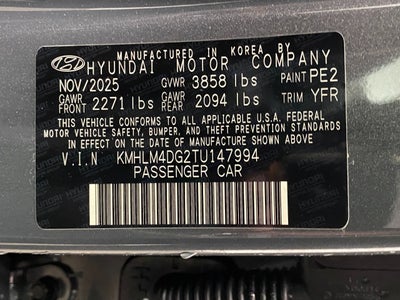 MANUFACTURED IN KOREA BY
HYUNDAI MOTOR COMPANY
NOV/2025 GVWR 3858 lbs PAINT PE2
GAWR FRONT 2271 lbs GAWR REAR 2094 lbs TRIM YFR
THIS VEHICLE CONFORMS TO ALL APPLICABLE U.S.A. FEDERAL
MOTOR VEHICLE SAFETY, BUMPER, AND THEFT PREVENTION STANDARDS
IN EFFECT ON THE DATE OF MANUFACTURE SHOWN ABOVE
V.I.N KMHLM4DG2TU147994
PASSENGER CAR